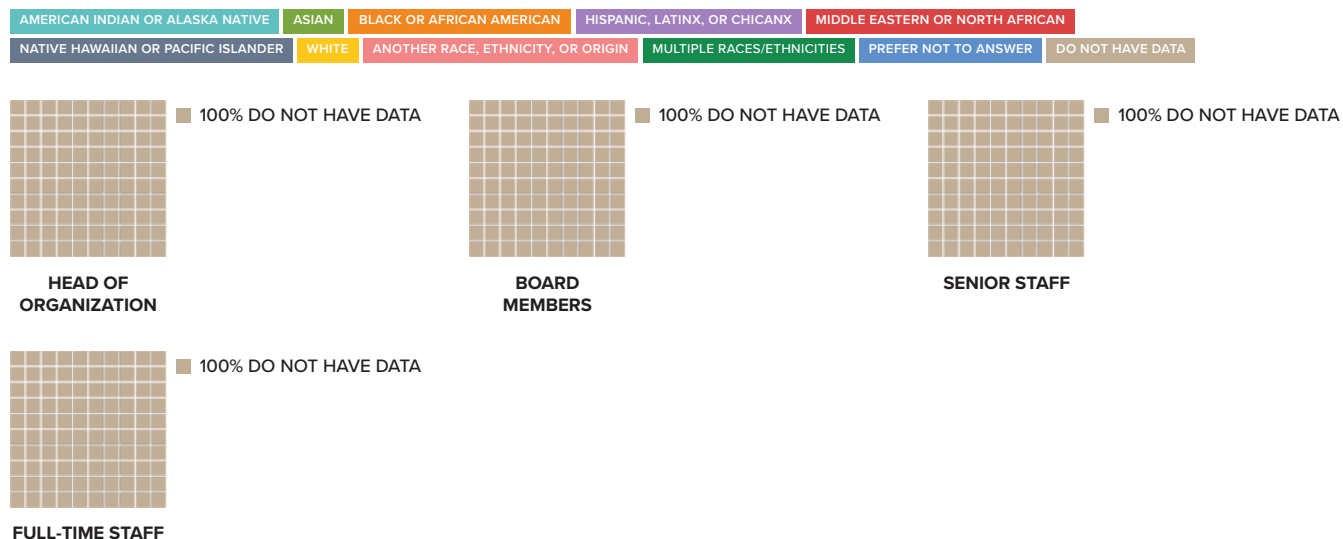 AMERICAN INDIAN OR ALASKA NATIVE ASIAN BLACK OR AFRICAN AMERICAN HISPANIC, LATINX, OR CHICANX MIDDLE EASTERN OR NORTH AFRICAN
NATIVE HAWAIIAN OR PACIFIC ISLANDER WHITE ANOTHER RACE, ETHNICITY, OR ORIGIN MULTIPLE RACES/ETHNICITIES PREFER NOT TO ANSWER DO NOT HAVE DATA
100% DO NOT HAVE DATA
HEAD OF
ORGANIZATION
100% DO NOT HAVE DATA
BOARD
MEMBERS
100% DO NOT HAVE DATA
SENIOR STAFF
100% DO NOT HAVE DATA
FULL-TIME STAFF